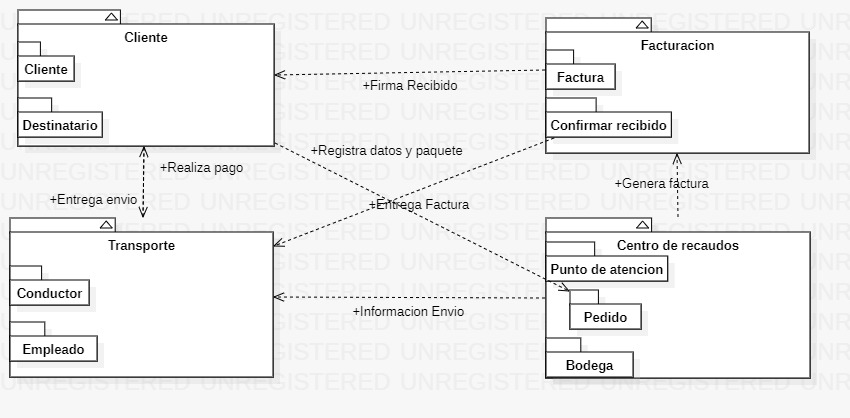 Cliente
Cliente
Destinatario
Facturacion
Factura
Confirmar recibido
+Firma Recibido
+Registra datos y paquete
+Realiza pago
+Entrega envio
+Genera factura
+Entrega Factura
Transporte
Conductor
Empleado
Centro de recaudos
Punto de atencion
Pedido
Bodega
+Informacion Envio
UNREGISTERED